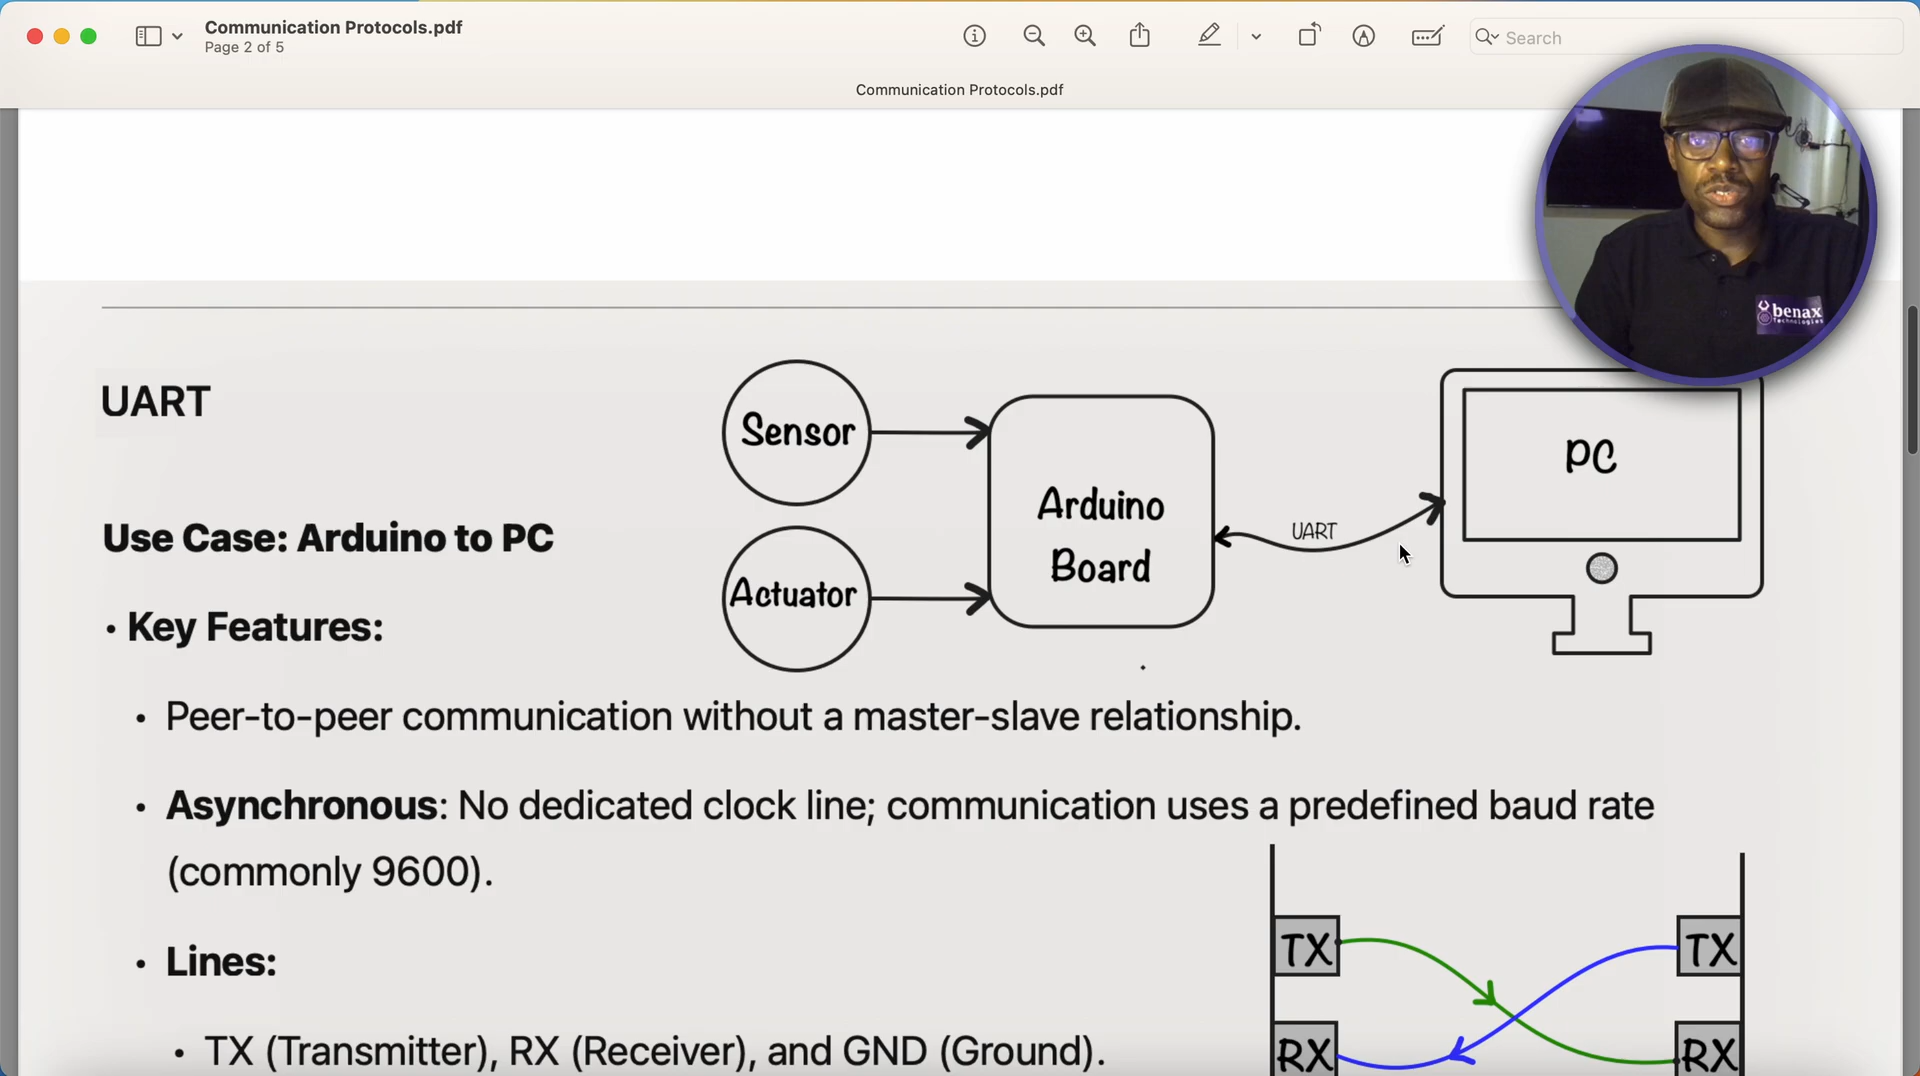 Communication Protocols.pdf
Page 2 of 5
Search
Communication Protocols.pdf
benax
Technologies
UART
Sensor
Arduino
Board
UART
PC
Actuator
Use Case: Arduino to PC
• Key Features:
• Peer-to-peer communication without a master-slave relationship.
• Asynchronous: No dedicated clock line; communication uses a predefined baud rate
(commonly 9600).
• Lines:
• TX (Transmitter), RX (Receiver), and GND (Ground).
TX
TX
RX
RX